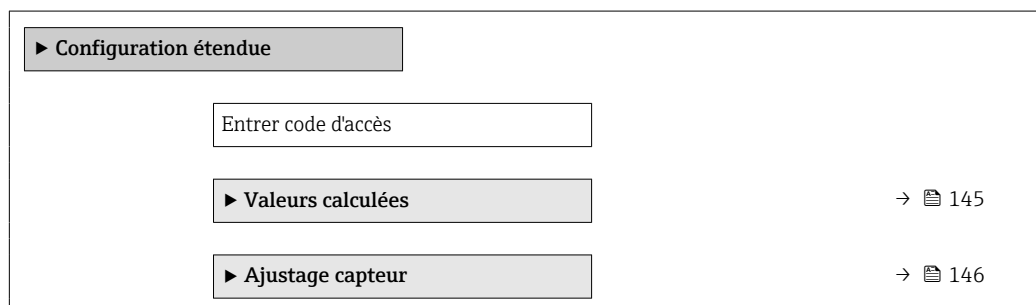 ▶ Configuration étendue
Entrer code d'accès
▶ Valeurs calculées → 145
▶ Ajustage capteur → 146